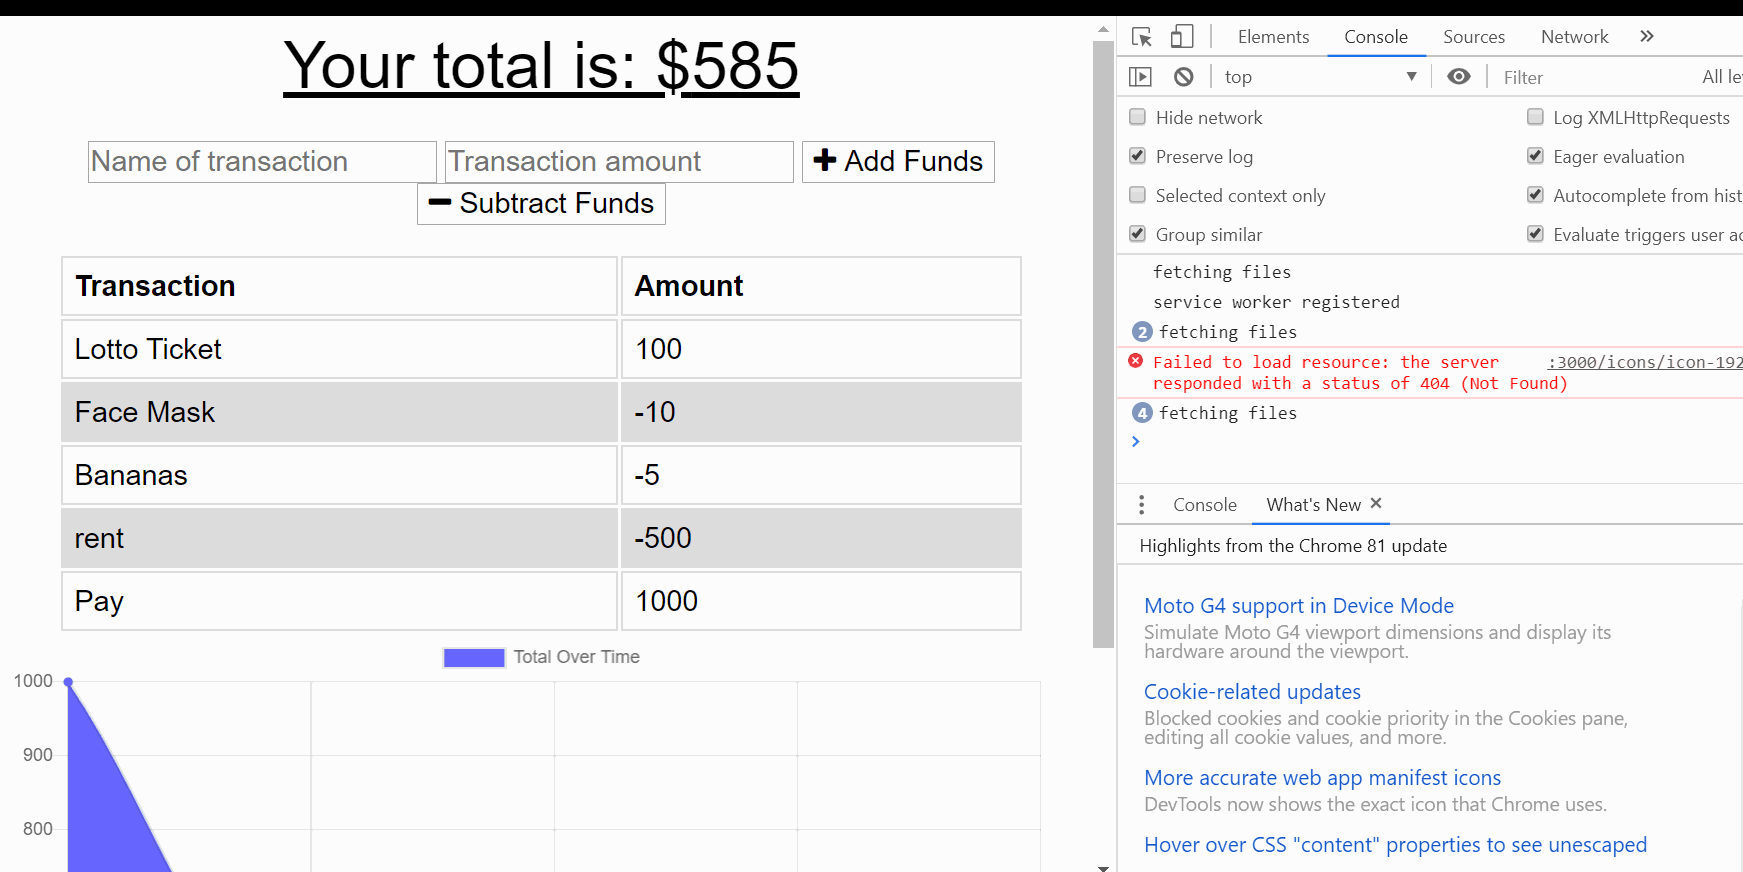 Your total is: $585
Name of transaction
Transaction amount
Add Funds
Subtract Funds
Transaction Amount
Lotto Ticket 100
Face Mask -10
Bananas -5
rent -500
Pay 1000
Total Over Time
1000
900
800
Elements Console Sources Network »
top ▼ Filter All le
Hide network Log XMLHttpRequests
Preserve log Eager evaluation
Selected context only Autocomplete from hist
Group similar Evaluate triggers user ac
fetching files
service worker registered
2 fetching files
Failed to load resource: the server :3000/icons/icon-192
responded with a status of 404 (Not Found)
4 fetching files
>
Console What's New ×
Highlights from the Chrome 81 update
Moto G4 support in Device Mode
Simulate Moto G4 viewport dimensions and display its
hardware around the viewport.
Cookie-related updates
Blocked cookies and cookie priority in the Cookies pane,
editing all cookie values, and more.
More accurate web app manifest icons
DevTools now shows the exact icon that Chrome uses.
Hover over CSS "content" properties to see unescaped